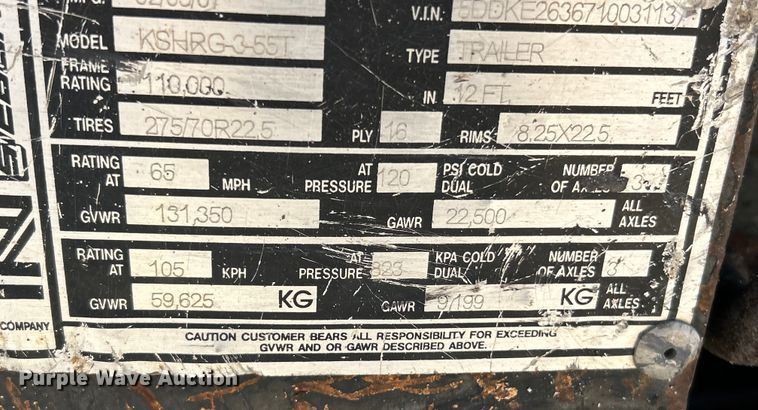 MFG.
V.I.N.
MODEL KSHRG-3-55T TYPE TRAILER
FRAME RATING 110,000 IN 12 FT. FEET
TIRES 275/70R22.5 PLY 16 RIMS 8.25X22.5
RATING AT 65 MPH AT PRESSURE 120 PSI COLD DUAL NUMBER OF 3
GVWR 131,350 GAWR 22,500 ALL AXLES
RATING AT 105 KPH AT PRESSURE KPA COLD DUAL NUMBER OF AXLES 3
GVWR 59,625 KG GAWR 9,199 KG ALL AXLES
COMPANY
CAUTION CUSTOMER BEARS ALL RESPONSIBILITY FOR EXCEEDING
GVWR AND OR GAWR DESCRIBED ABOVE.
Purple Wave Auction